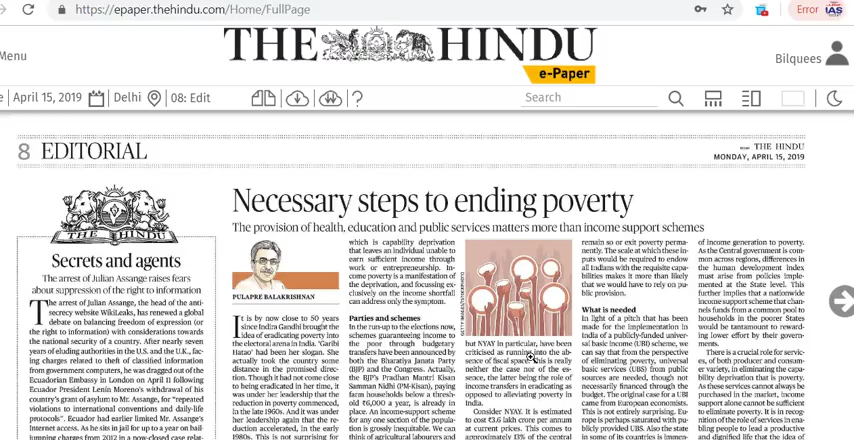 https://epaper.thehindu.com/Home/FullPage
Error
IAS
Menu
THE HINDU
e-Paper
Bilquees
e | April 15, 2019 | Delhi | 08: Edit
Search
8 EDITORIAL
THE HINDU
MONDAY, APRIL 15, 2019
THE HINDU
Secrets and agents
The arrest of Julian Assange raises fears
about suppression of the right to information
The arrest of Julian Assange, the head of the anti-
secrecy website WikiLeaks, has renewed a global
debate on balancing freedom of expression (or
the right to information) with considerations towards
the national security of a country. After nearly seven
years of eluding authorities in the U.S. and the U.K., fac-
ing charges related to theft of classified information
from government computers, he was dragged out of the
Ecuadorian Embassy in London on April 11 following
Ecuador President Lenin Moreno's withdrawal of his
country's grant of asylum to Mr. Assange, for "repeated
violations to international conventions and daily-life
protocols". Ecuador had earlier limited Mr. Assange's
Internet access. As he sits in jail for up to a year on bail-
jumping charges from 2012 in a now-closed case relat-
Necessary steps to ending poverty
The provision of health, education and public services matters more than income support schemes
PULAPRE BALAKRISHNAN
It is by now close to 50 years
since Indira Gandhi brought the
idea of eradicating poverty into
the electoral arena in India. 'Garibi
Hatao' had been her slogan. She
actually took the country some
distance in the promised direc-
tion. Though it had not come close
to being eradicated in her time, it
was under her leadership that the
reduction in poverty commenced,
in the late 1960s. And it was under
her leadership again that the re-
duction accelerated, in the early
1980s. This is not surprising for
which is capability deprivation
that leaves an individual unable to
earn sufficient income through
work or entrepreneurship. In-
come poverty is a manifestation of
the deprivation, and focussing ex-
clusively on the income shortfall
can address only the symptom.
Parties and schemes
In the run-up to the elections now,
schemes guaranteeing income to
the poor through budgetary
transfers have been announced by
both the Bharatiya Janata Party
(BJP) and the Congress. Actually,
the BJP's Pradhan Mantri Kisan
Samman Nidhi (PM-Kisan), paying
farm households below a thresh-
old ₹6,000 a year, is already in
place. An income-support scheme
for any one section of the popula-
tion is grossly inequitable. We can
think of agricultural labourers and
GETTY IMAGES/ISTOCKPHOTO
but NYAY in particular, have been
criticised as running into the ab-
sence of fiscal space. This is really
neither the case nor of the es-
sence, the latter being the role of
income transfers in eradicating as
opposed to alleviating poverty in
India.
Consider NYAY. It is estimated
to cost ₹3.6 lakh crore per annum
at current prices. This comes to
approximately 13% of the central
remain so or exit poverty perma-
nently. The scale at which these in-
puts would be required to endow
all Indians with the requisite capa-
bilities makes it more than likely
that we would have to rely on pu-
blic provision.
What is needed
In light of a pitch that has been
made for the implementation in
India of a publicly-funded univer-
sal basic income (UBI) scheme, we
can say that from the perspective
of eliminating poverty, universal
basic services (UBS) from public
sources are needed, though not
necessarily financed through the
budget. The original case for a UBI
came from European economists.
This is not entirely surprising. Eu-
rope is perhaps saturated with pu-
blicly provided UBS. Also the state
in some of its countries is immen-
of income generation to poverty.
As the Central government is com-
mon across regions, differences in
the human development index
must arise from policies imple-
mented at the State level. This
further implies that a nationwide
income support scheme that chan-
nels funds from a common pool to
households in the poorer States
would be tantamount to reward-
ing lower effort by their govern-
ments.
There is a crucial role for servic-
es, of both producer and consum-
er variety, in eliminating the capa-
bility deprivation that is poverty.
As these services cannot always be
purchased in the market, income
support alone cannot be sufficient
to eliminate poverty. It is in recog-
nition of the role of services in ena-
bling people to lead a productive
and dignified life that the idea of